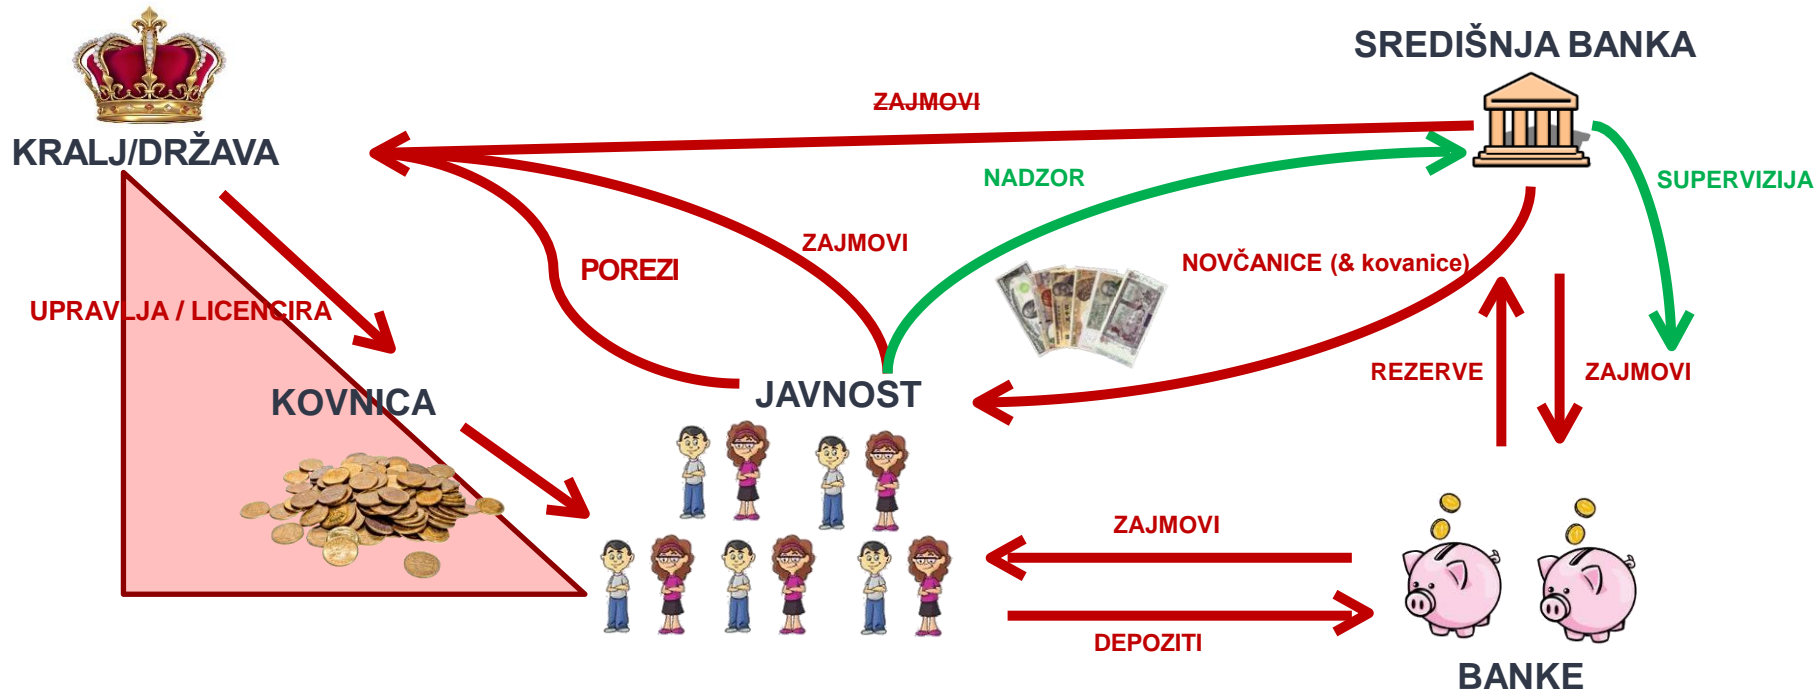 SREDIŠNJA BANKA
ZAJMOVI
KRALJ/DRŽAVA
NADZOR
SUPERVIZIJA
ZAJMOVI
POREZI
NOVČANICE (& kovanice)
UPRAVLJA / LICENCIRA
REZERVE
ZAJMOVI
KOVNICA
JAVNOST
ZAJMOVI
DEPOZITI
BANKE